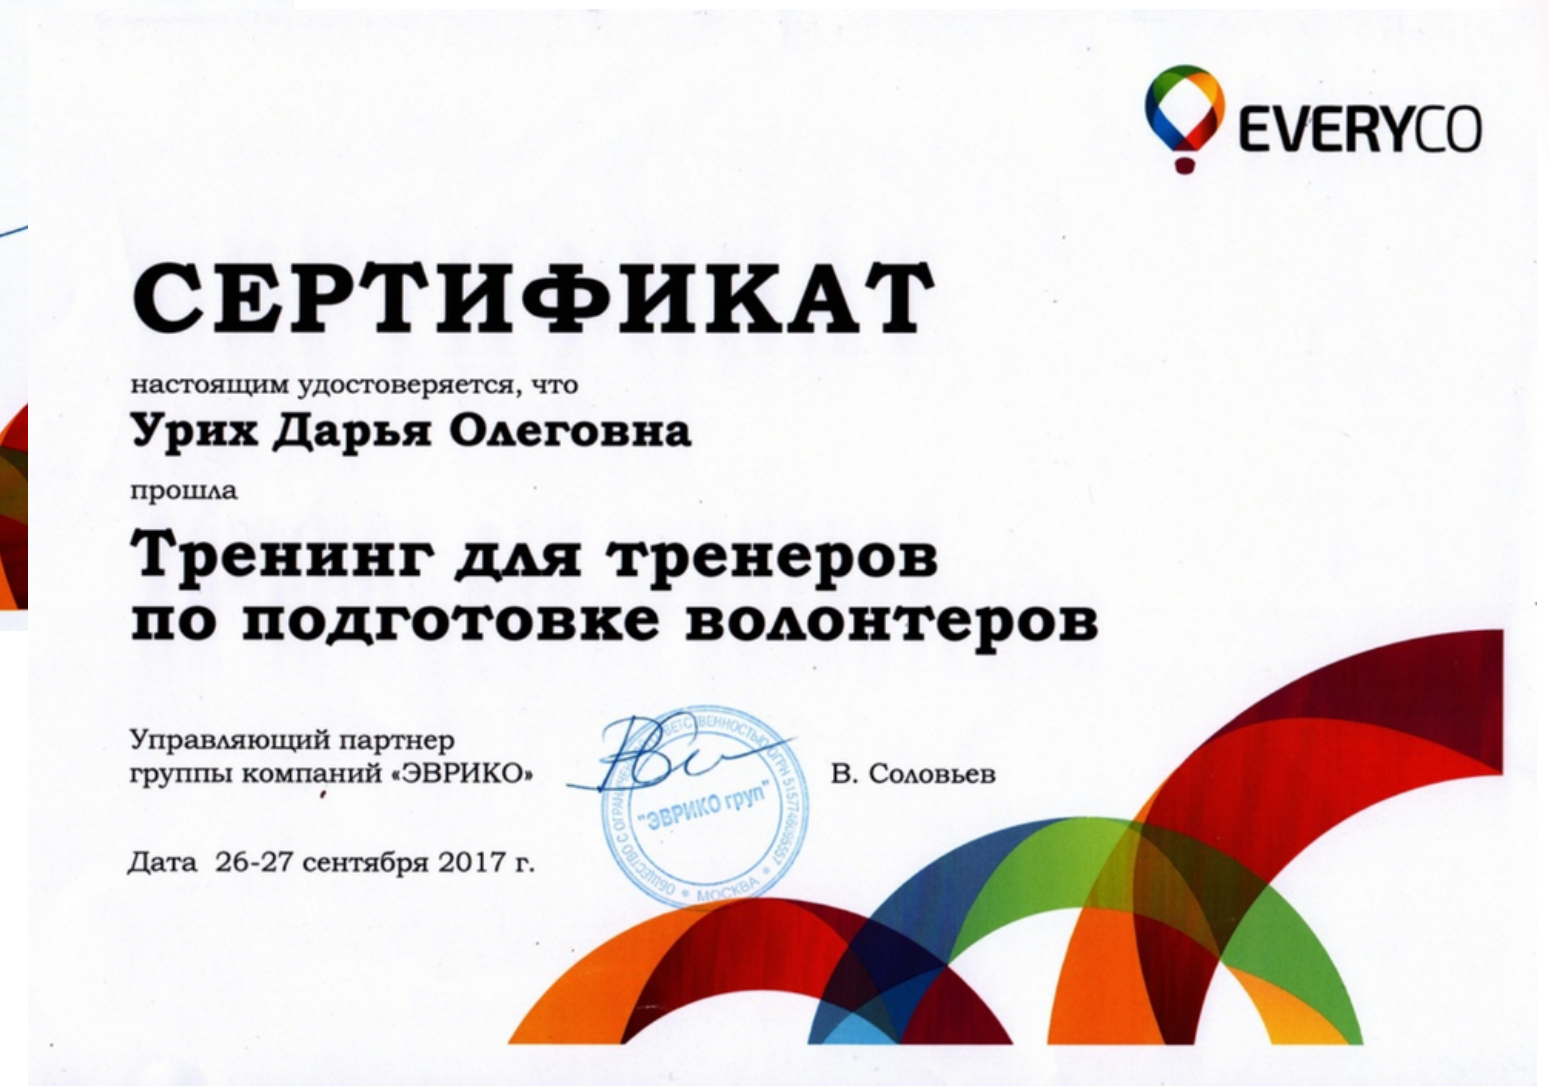 EVERYCO
СЕРТИФИКАТ
настоящим удостоверяется, что
Урих Дарья Олеговна
прошла
Тренинг для тренеров
по подготовке волонтеров
Управляющий партнер
группы компаний «ЭВРИКО»
В. Соловьев
"ЭВРИКО груп"
МОСКВА
Дата 26-27 сентября 2017 г.